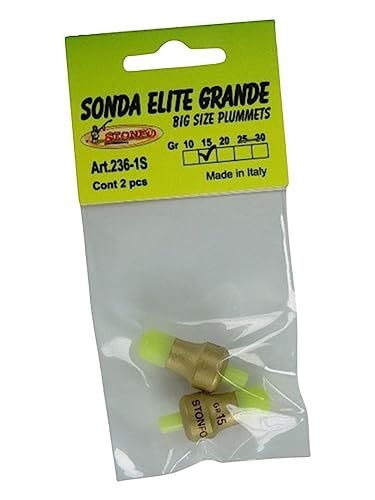 SONDA ELITE GRANDE
BIG SIZE PLUMMETS
STONFO
Gr 10 15 20 25 30
Art.236-1S
Cont 2 pcs
Made in Italy
STONFO
GR 15